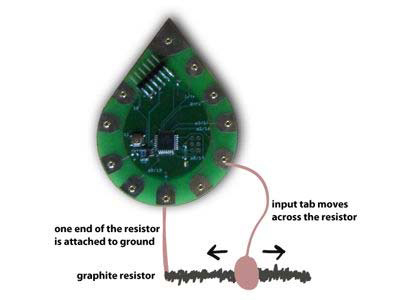 input tab moves
across the resistor
one end of the resistor
is attached to ground
graphite resistor